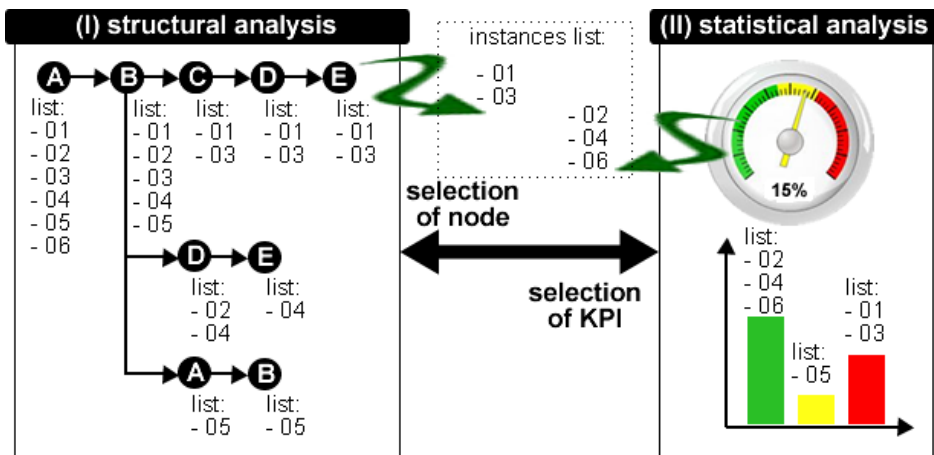 (I) structural analysis
A B C D E
list: list: list: list: list:
- 01 - 01 - 01 - 01 - 01
- 02 - 02 - 03 - 03 - 03
- 03 - 03
- 04 - 04
- 05 - 05
- 06
D E
list: list:
- 02 - 04
- 04
A B
list: list:
- 05 - 05
instances list:
- 01
- 03
- 02
- 04
- 06
selection
of node
selection
of KPI
(II) statistical analysis
15%
list:
- 02
- 04
- 06
list:
- 05
list:
- 01
- 03